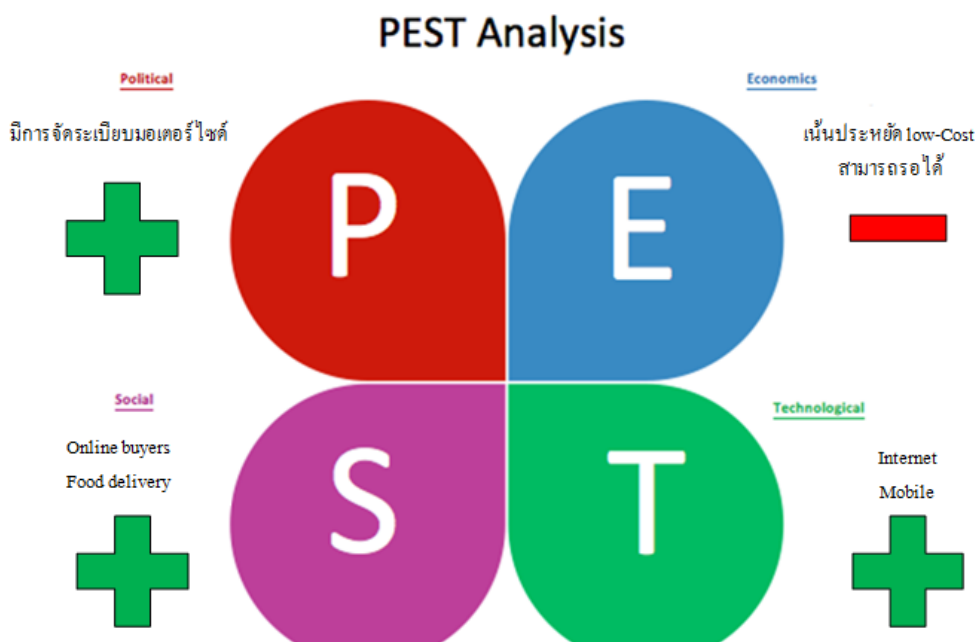 PEST Analysis
Political
มีการจัดระเบียบมอเตอร์ไซด์
P
Economics
เน้นประหยัด low-Cost
สามารถรอได้
E
Social
Online buyers
Food delivery
S
Technological
Internet
Mobile
T